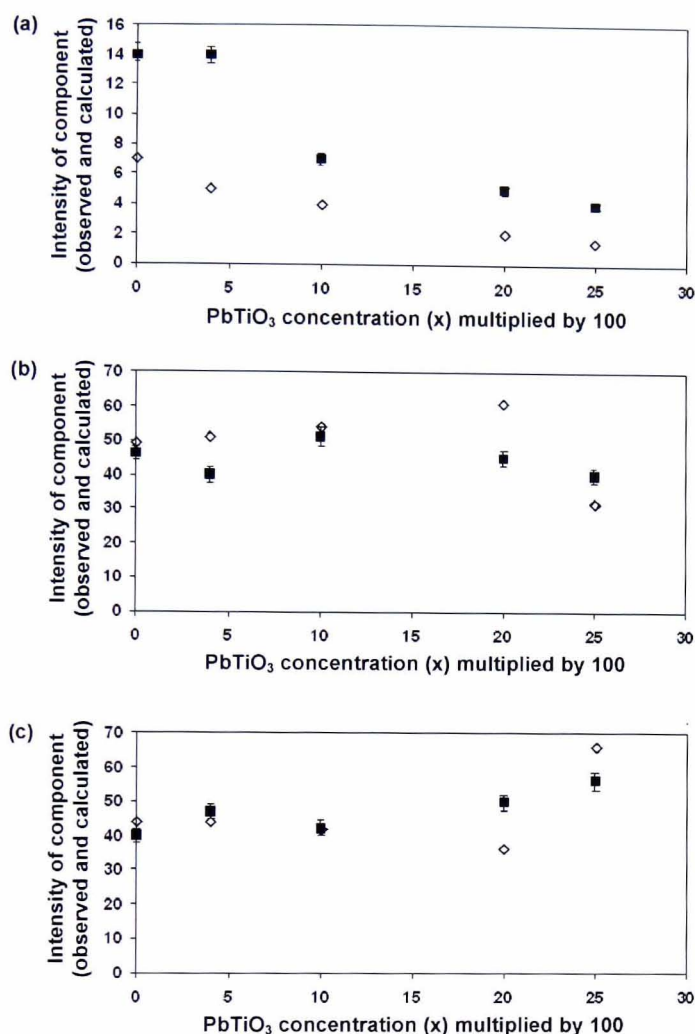 (a)
Intensity of component
(observed and calculated)
16
14
12
10
8
6
4
2
0
0 5 10 15 20 25 30
PbTiO₃ concentration (x) multiplied by 100
(b)
Intensity of component
(observed and calculated)
70
60
50
40
30
20
10
0
0 5 10 15 20 25 30
PbTiO₃ concentration (x) multiplied by 100
(c)
Intensity of component
(observed and calculated)
70
60
50
40
30
20
10
0
0 5 10 15 20 25 30
PbTiO₃ concentration (x) multiplied by 100